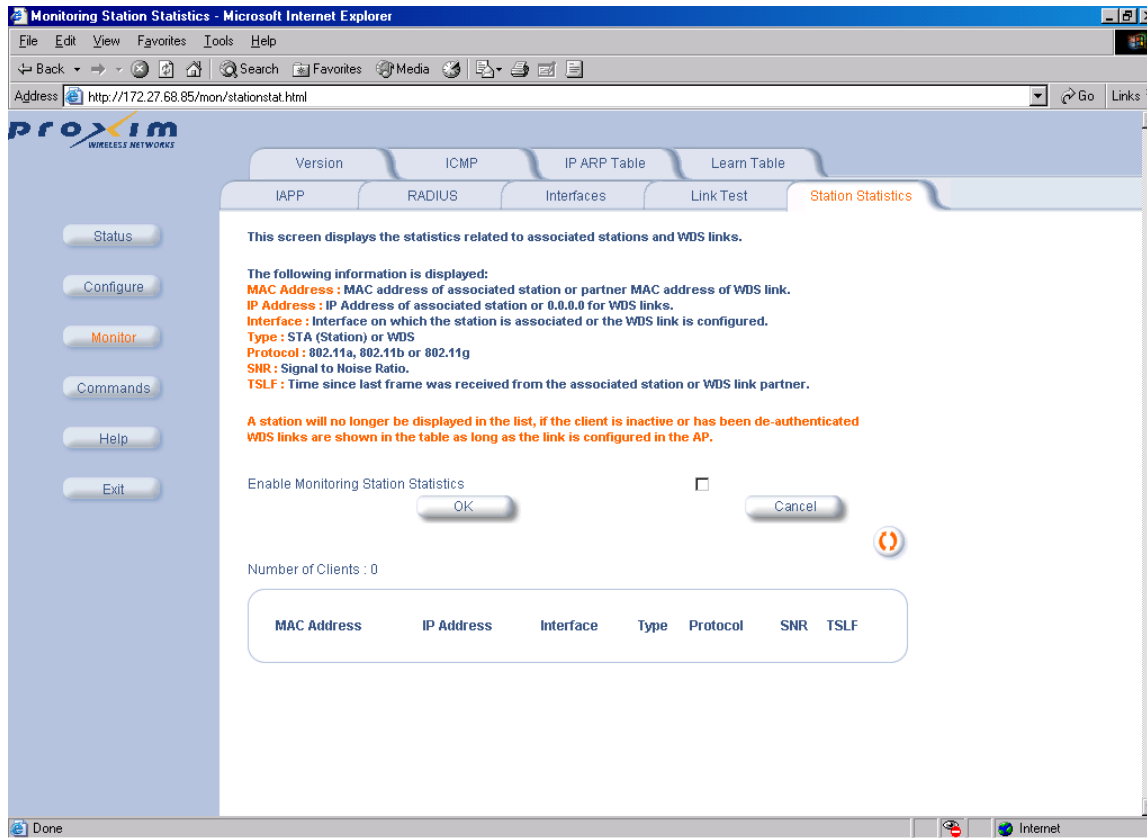 Monitoring Station Statistics - Microsoft Internet Explorer
File Edit View Favorites Tools Help
Back Search Favorites Media
Address http://172.27.68.85/mon/stationstat.html Go Links
proxim
WIRELESS NETWORKS
Version ICMP IP ARP Table Learn Table
IAPP RADIUS Interfaces Link Test Station Statistics
Status
Configure
Monitor
Commands
Help
Exit
This screen displays the statistics related to associated stations and WDS links.
The following information is displayed:
MAC Address : MAC address of associated station or partner MAC address of WDS link.
IP Address : IP Address of associated station or 0.0.0.0 for WDS links.
Interface : Interface on which the station is associated or the WDS link is configured.
Type : STA (Station) or WDS
Protocol : 802.11a, 802.11b or 802.11g
SNR : Signal to Noise Ratio.
TSLF : Time since last frame was received from the associated station or WDS link partner.
A station will no longer be displayed in the list, if the client is inactive or has been de-authenticated
WDS links are shown in the table as long as the link is configured in the AP.
Enable Monitoring Station Statistics
OK Cancel
Number of Clients : 0
MAC Address IP Address Interface Type Protocol SNR TSLF
Done Internet